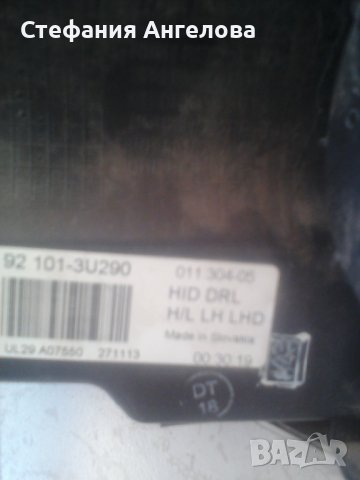 Стефания Ангелова
92 101-3U290
011 304-05
HID DRL
H/L LH LHD
Made in Slovakia
UL29 A07550 271113
00:30:19
DT
18
BAZAR